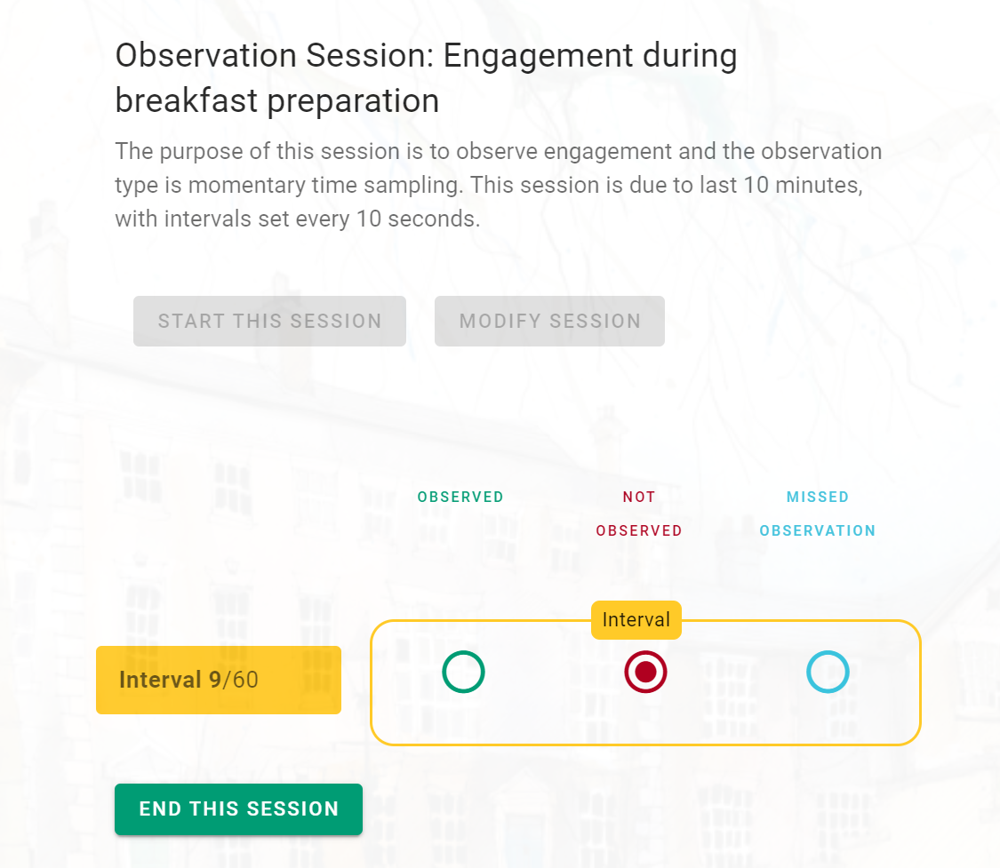 Observation Session: Engagement during
breakfast preparation
The purpose of this session is to observe engagement and the observation
type is momentary time sampling. This session is due to last 10 minutes,
with intervals set every 10 seconds.
START THIS SESSION
MODIFY SESSION
OBSERVED
NOT
OBSERVED
MISSED
OBSERVATION
Interval
Interval 9/60
END THIS SESSION